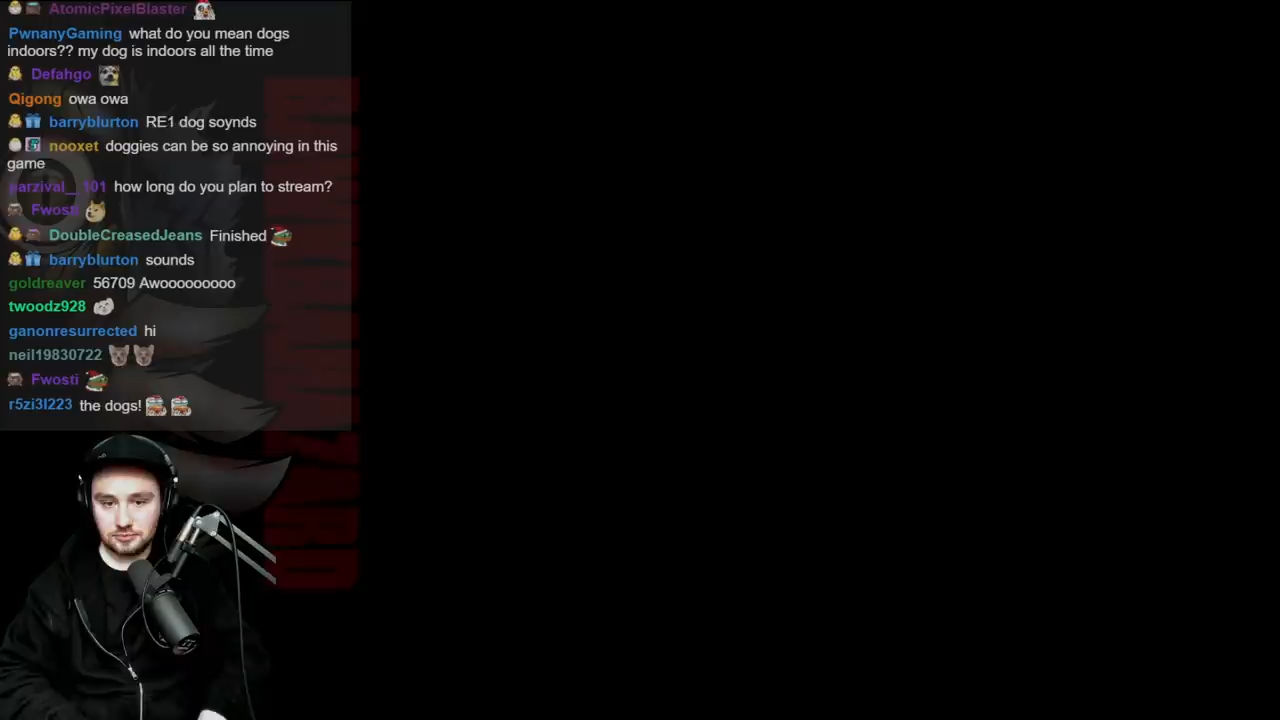 AtomicPixelBlaster
PwnanyGaming what do you mean dogs
indoors?? my dog is indoors all the time
Defahgo
Qigong owa owa
barryblurton RE1 dog soynds
nooxet doggies can be so annoying in this
game
parzival__101 how long do you plan to stream?
Fwosti
DoubleCreasedJeans Finished
barryblurton sounds
goldreaver 56709 Awooooooooo
twoodz928
ganonresurrected hi
neil19830722
Fwosti
r5zi3l223 the dogs!